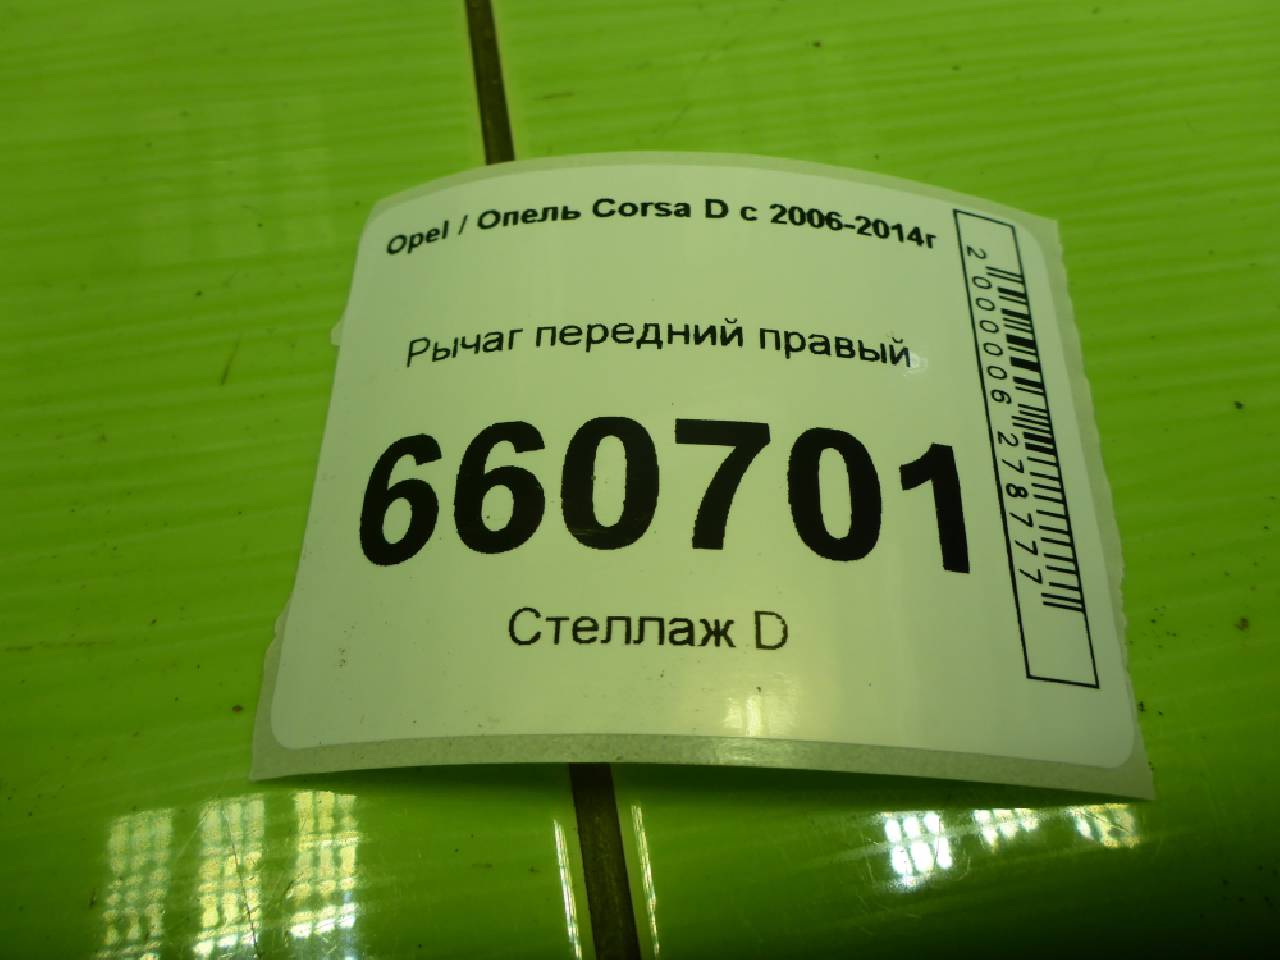 Opel / Опель Corsa D с 2006-2014г
Рычаг передний правый
660701
Стеллаж D
2000006278777